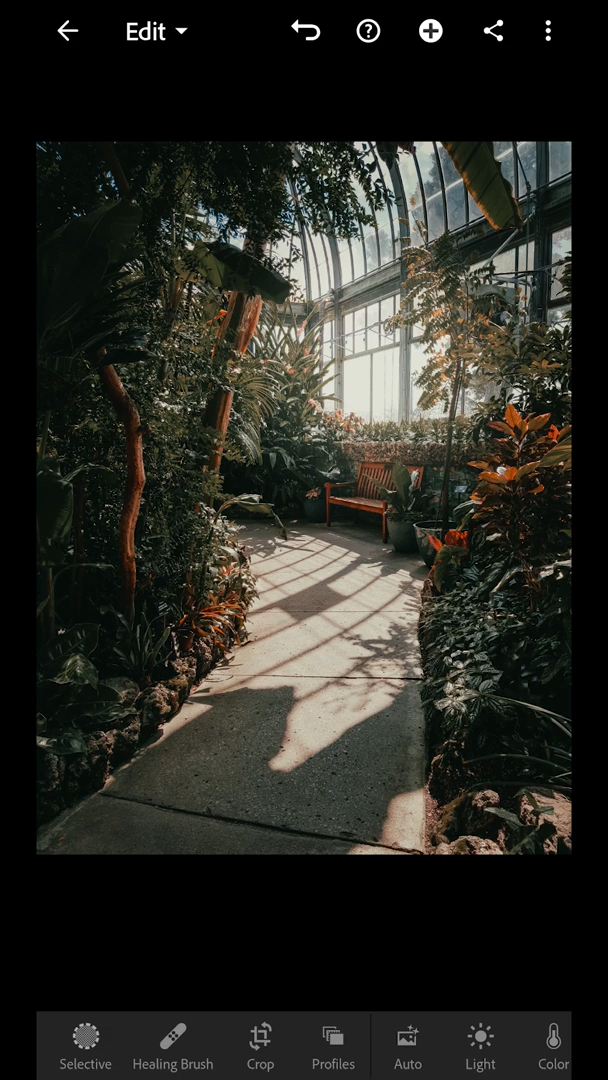 Edit
Selective
Healing Brush
Crop
Profiles
Auto
Light
Color